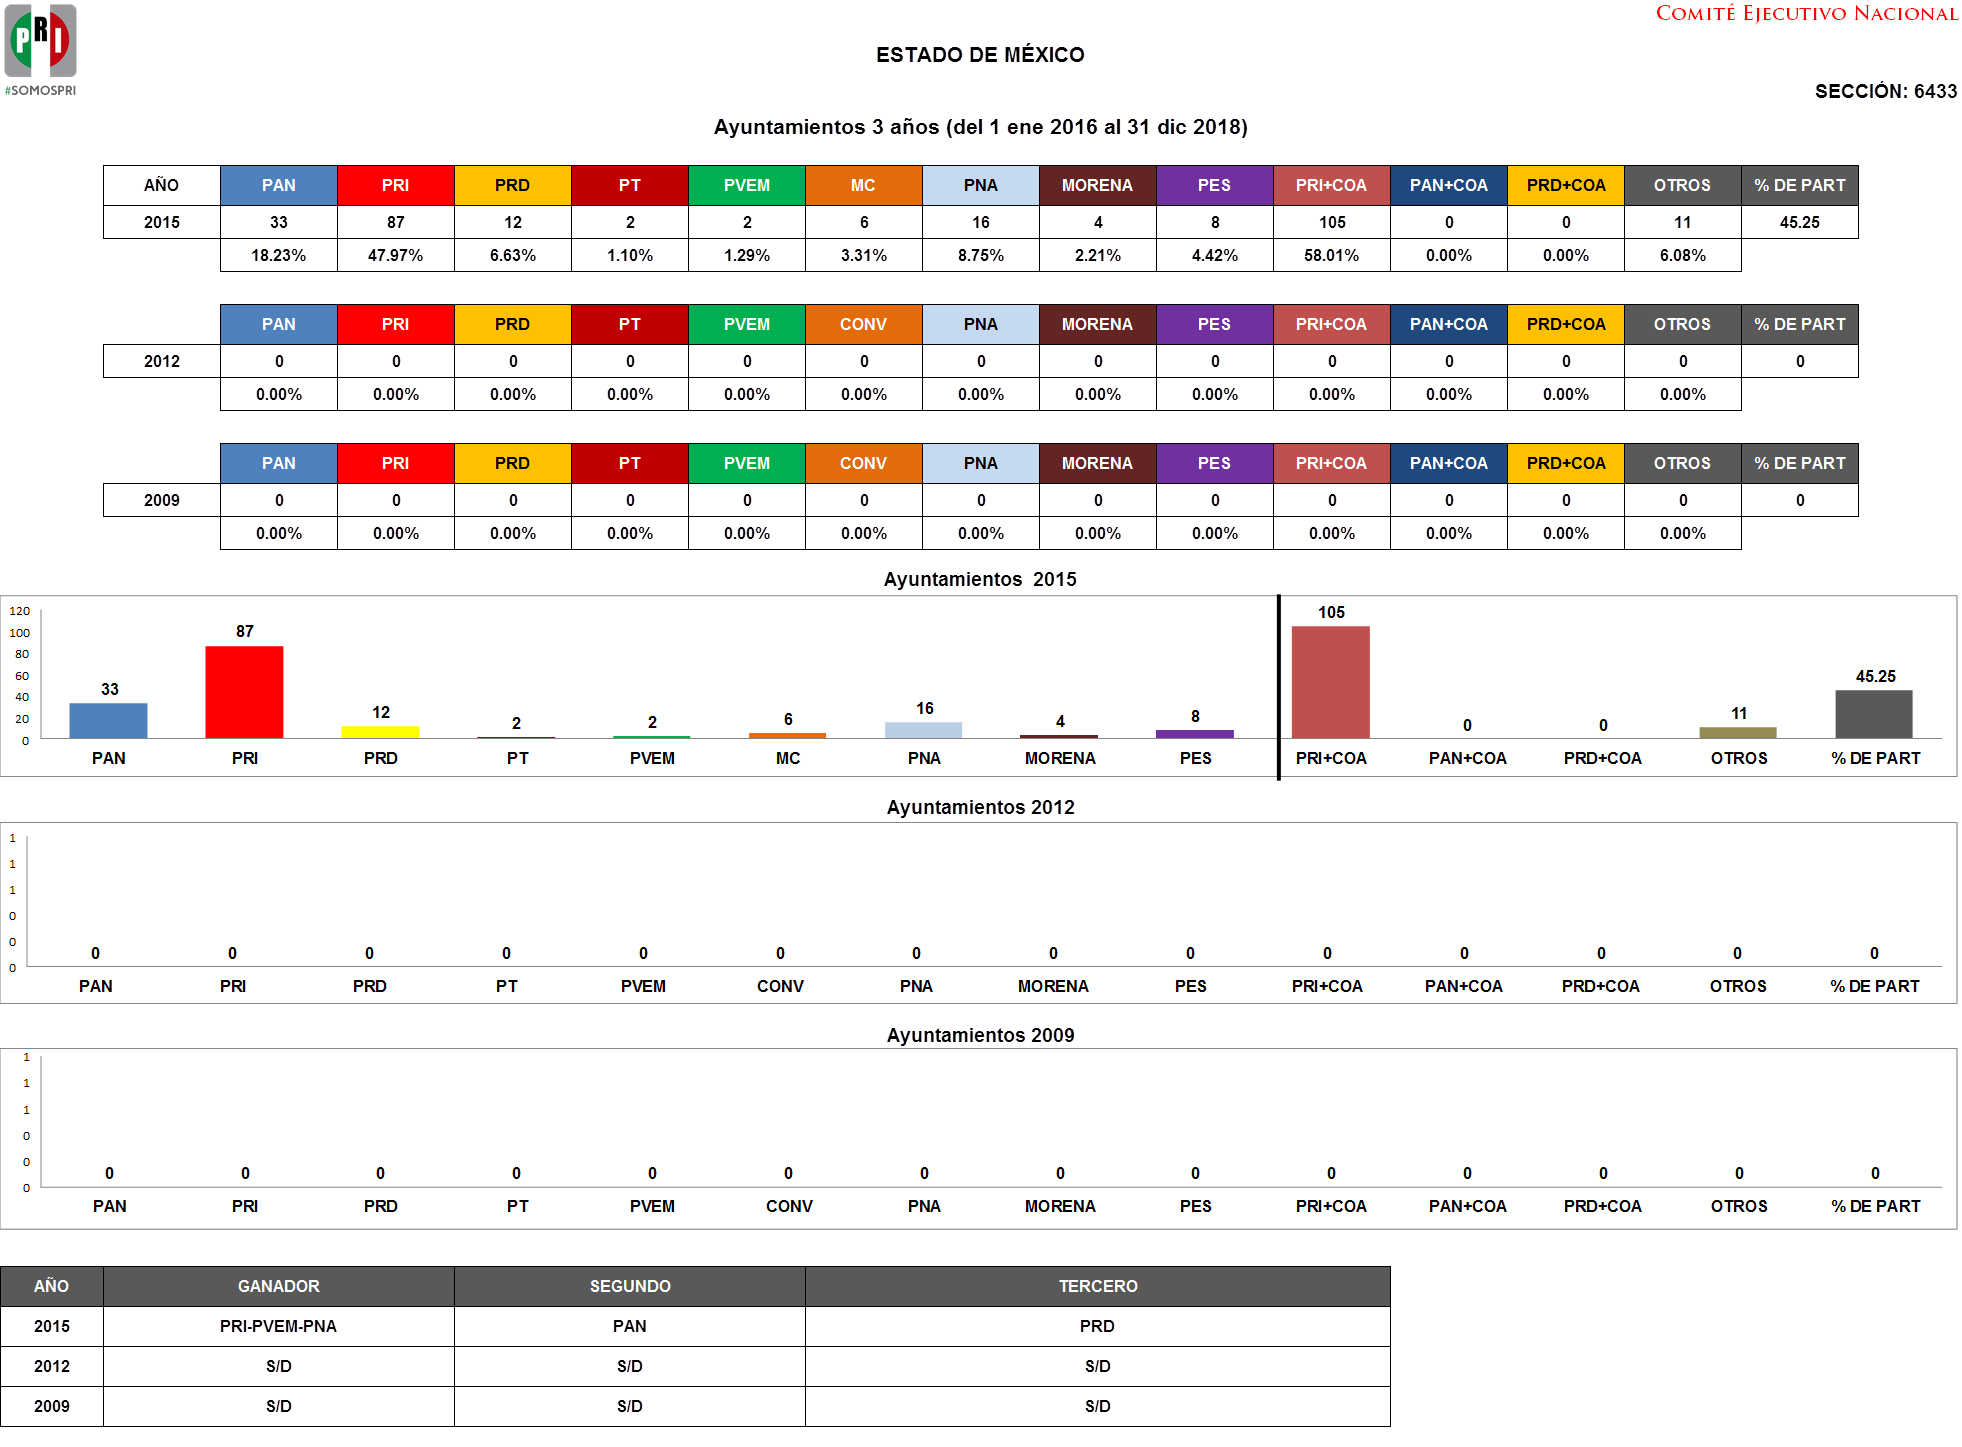 PRI
#SOMOSPRI
COMITÉ EJECUTIVO NACIONAL
ESTADO DE MÉXICO
SECCIÓN: 6433
Ayuntamientos 3 años (del 1 ene 2016 al 31 dic 2018)
AÑO PAN PRI PRD PT PVEM MC PNA MORENA PES PRI+COA PAN+COA PRD+COA OTROS % DE PART
2015 33 87 12 2 2 6 16 4 8 105 0 0 11 45.25
18.23% 47.97% 6.63% 1.10% 1.29% 3.31% 8.75% 2.21% 4.42% 58.01% 0.00% 0.00% 6.08%
PAN PRI PRD PT PVEM CONV PNA MORENA PES PRI+COA PAN+COA PRD+COA OTROS % DE PART
2012 0 0 0 0 0 0 0 0 0 0 0 0 0 0
0.00% 0.00% 0.00% 0.00% 0.00% 0.00% 0.00% 0.00% 0.00% 0.00% 0.00% 0.00% 0.00%
PAN PRI PRD PT PVEM CONV PNA MORENA PES PRI+COA PAN+COA PRD+COA OTROS % DE PART
2009 0 0 0 0 0 0 0 0 0 0 0 0 0 0
0.00% 0.00% 0.00% 0.00% 0.00% 0.00% 0.00% 0.00% 0.00% 0.00% 0.00% 0.00% 0.00%
Ayuntamientos 2015
120
100
80
60
40
20
0
33 87 12 2 2 6 16 4 8 105 0 0 11 45.25
PAN PRI PRD PT PVEM MC PNA MORENA PES PRI+COA PAN+COA PRD+COA OTROS % DE PART
Ayuntamientos 2012
1
1
1
0
0
0
0 0 0 0 0 0 0 0 0 0 0 0 0 0
PAN PRI PRD PT PVEM CONV PNA MORENA PES PRI+COA PAN+COA PRD+COA OTROS % DE PART
Ayuntamientos 2009
1
1
1
0
0
0
0 0 0 0 0 0 0 0 0 0 0 0 0 0
PAN PRI PRD PT PVEM CONV PNA MORENA PES PRI+COA PAN+COA PRD+COA OTROS % DE PART
AÑO GANADOR SEGUNDO TERCERO
2015 PRI-PVEM-PNA PAN PRD
2012 S/D S/D S/D
2009 S/D S/D S/D